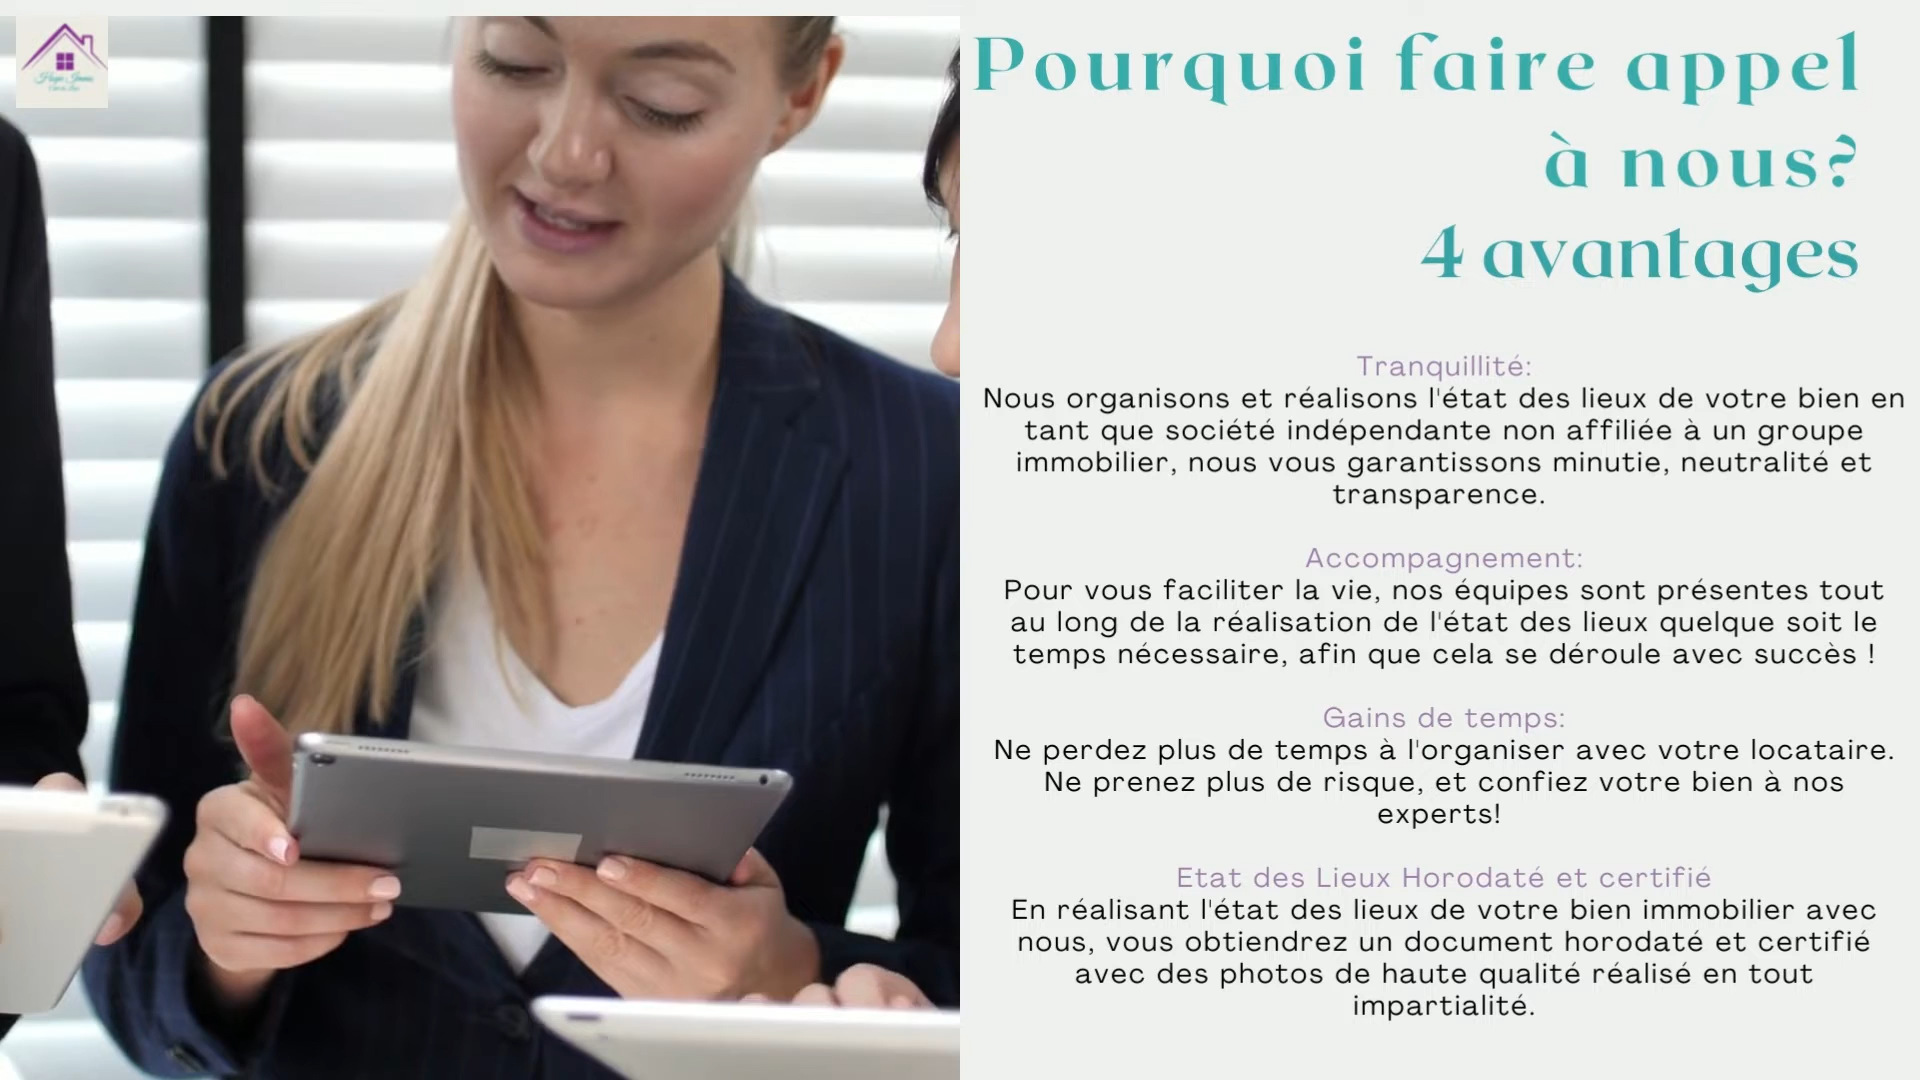 Pourquoi faire appel
à nous?
4 avantages
Tranquillité:
Nous organisons et réalisons l'état des lieux de votre bien en
tant que société indépendante non affiliée à un groupe
immobilier, nous vous garantissons minutie, neutralité et
transparence.
Accompagnement:
Pour vous faciliter la vie, nos équipes sont présentes tout
au long de la réalisation de l'état des lieux quelque soit le
temps nécessaire, afin que cela se déroule avec succès !
Gains de temps:
Ne perdez plus de temps à l'organiser avec votre locataire.
Ne prenez plus de risque, et confiez votre bien à nos
experts!
Etat des Lieux Horodaté et certifié
En réalisant l'état des lieux de votre bien immobilier avec
nous, vous obtiendrez un document horodaté et certifié
avec des photos de haute qualité réalisé en tout
impartialité.